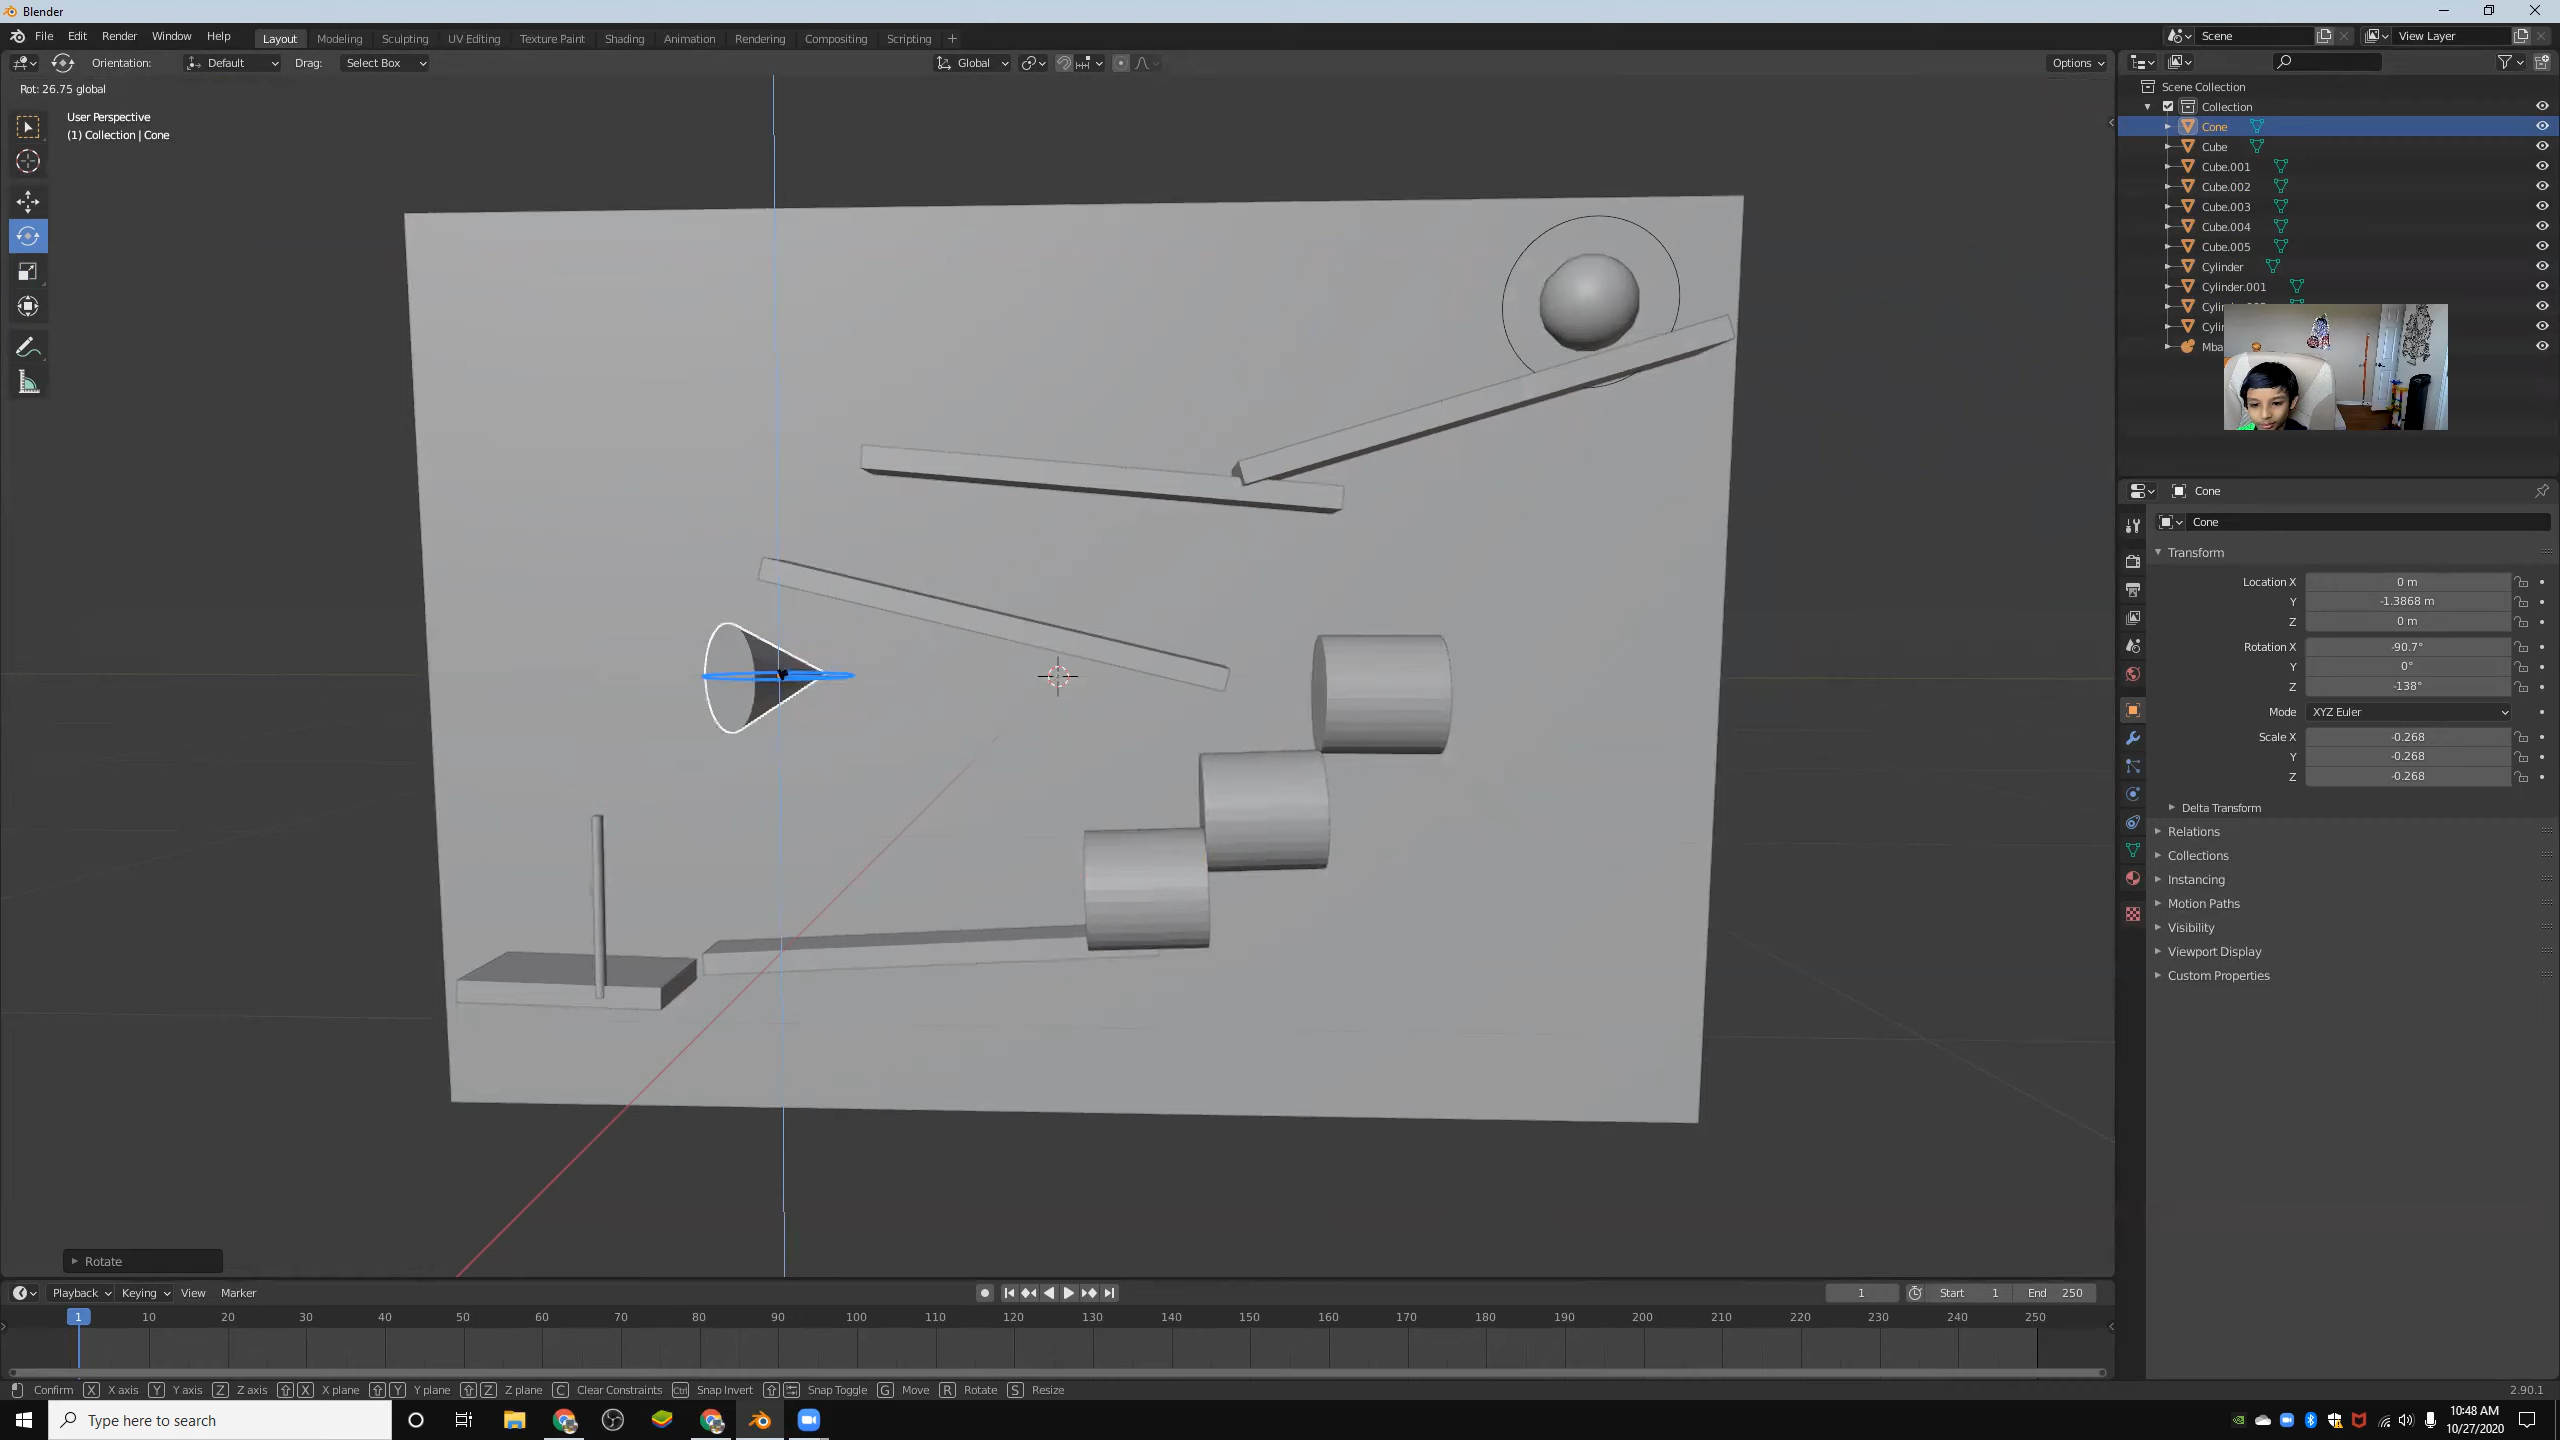 Blender
File Edit Render Window Help Layout Modeling Sculpting UV Editing Texture Paint Shading Animation Rendering Compositing Scripting +
Scene View Layer
Orientation: Default Drag: Select Box Global Options
Rot: 26.75 global
User Perspective
(1) Collection | Cone
Scene Collection
Collection
Cone
Cube
Cube.001
Cube.002
Cube.003
Cube.004
Cube.005
Cylinder
Cylinder.001
Cylin
Cylin
Mba
Cone
Cone
Transform
Location X 0 m
Y -1.3868 m
Z 0 m
Rotation X -90.7°
Y 0°
Z -138°
Mode XYZ Euler
Scale X -0.268
Y -0.268
Z -0.268
Delta Transform
Relations
Collections
Instancing
Motion Paths
Visibility
Viewport Display
Custom Properties
Rotate
Playback Keying View Marker 1 Start 1 End 250
1 10 20 30 40 50 60 70 80 90 100 110 120 130 140 150 160 170 180 190 200 210 220 230 240 250
Confirm X X axis Y Y axis Z Z axis X X plane Y Y plane Z Z plane C Clear Constraints Ctrl Snap Invert Snap Toggle G Move R Rotate S Resize 2.90.1
Type here to search
10:48 AM
10/27/2020